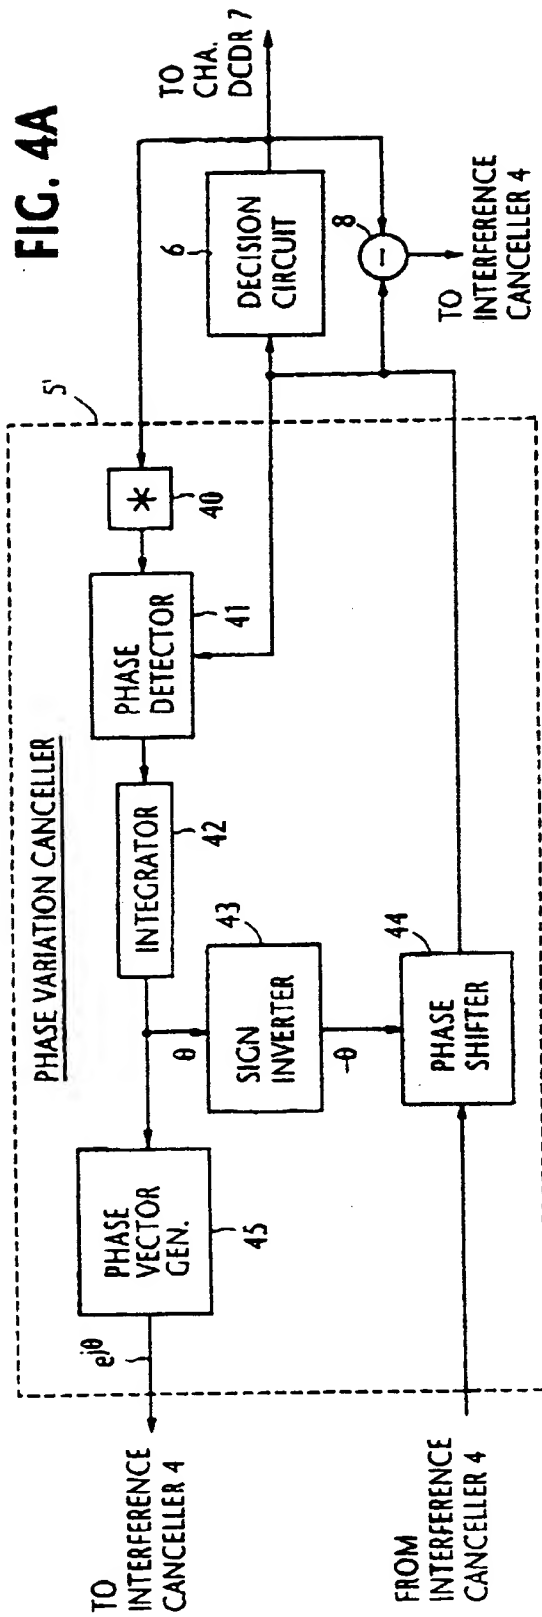 FIG. 4A
PHASE VARIATION CANCELLER
5'
TO
INTERFERENCE
CANCELLER 4
e^jθ
PHASE
VECTOR
GEN.
45
INTEGRATOR
42
PHASE
DETECTOR
41
*
40
θ
SIGN
INVERTER
43
-θ
FROM
INTERFERENCE
CANCELLER 4
PHASE
SHIFTER
44
DECISION
CIRCUIT
6
TO
CHA.
DCDR 7
−
8
TO
INTERFERENCE
CANCELLER 4